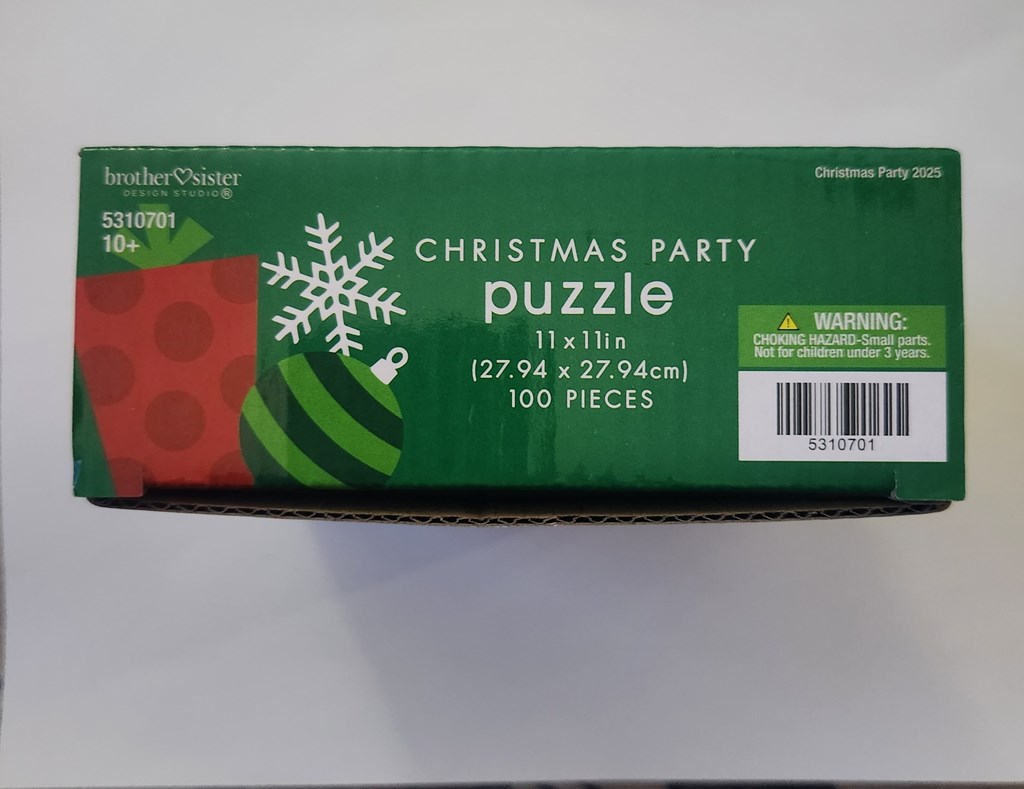 brother♡sister
DESIGN STUDIO®
5310701
10+
Christmas Party 2025
CHRISTMAS PARTY
puzzle
11 x 11in
(27.94 x 27.94cm)
100 PIECES
WARNING:
CHOKING HAZARD-Small parts.
Not for children under 3 years.
5310701